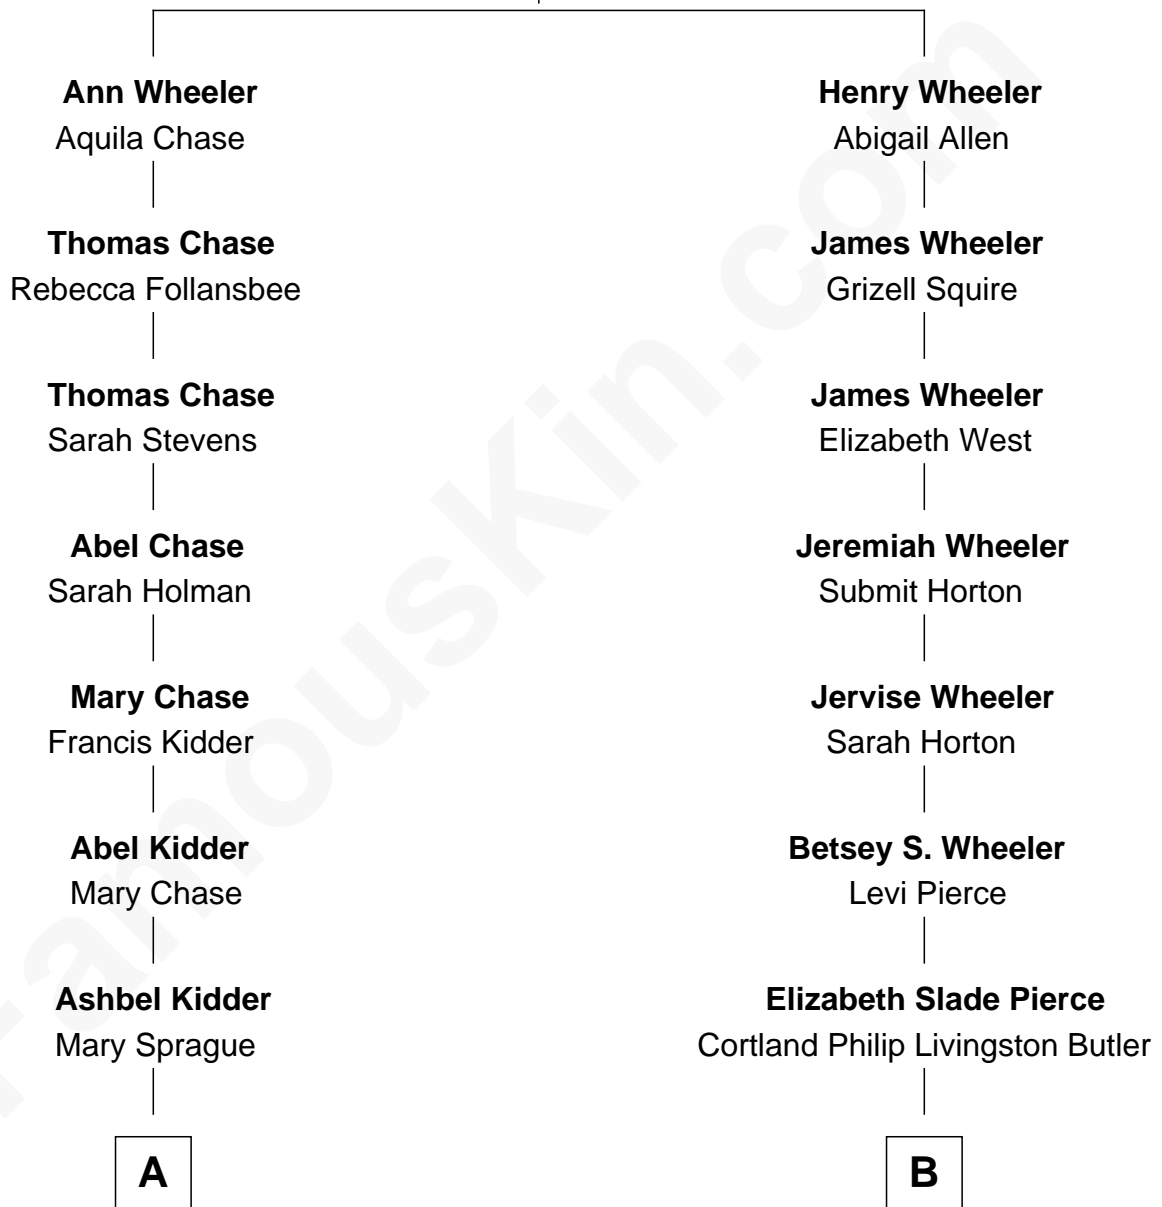 Ann Wheeler
Aquila Chase
Thomas Chase
Rebecca Follansbee
Thomas Chase
Sarah Stevens
Abel Chase
Sarah Holman
Mary Chase
Francis Kidder
Abel Kidder
Mary Chase
Ashbel Kidder
Mary Sprague
A
Henry Wheeler
Abigail Allen
James Wheeler
Grizell Squire
James Wheeler
Elizabeth West
Jeremiah Wheeler
Submit Horton
Jervise Wheeler
Sarah Horton
Betsey S. Wheeler
Levi Pierce
Elizabeth Slade Pierce
Cortland Philip Livingston Butler
B
FamousKin.com